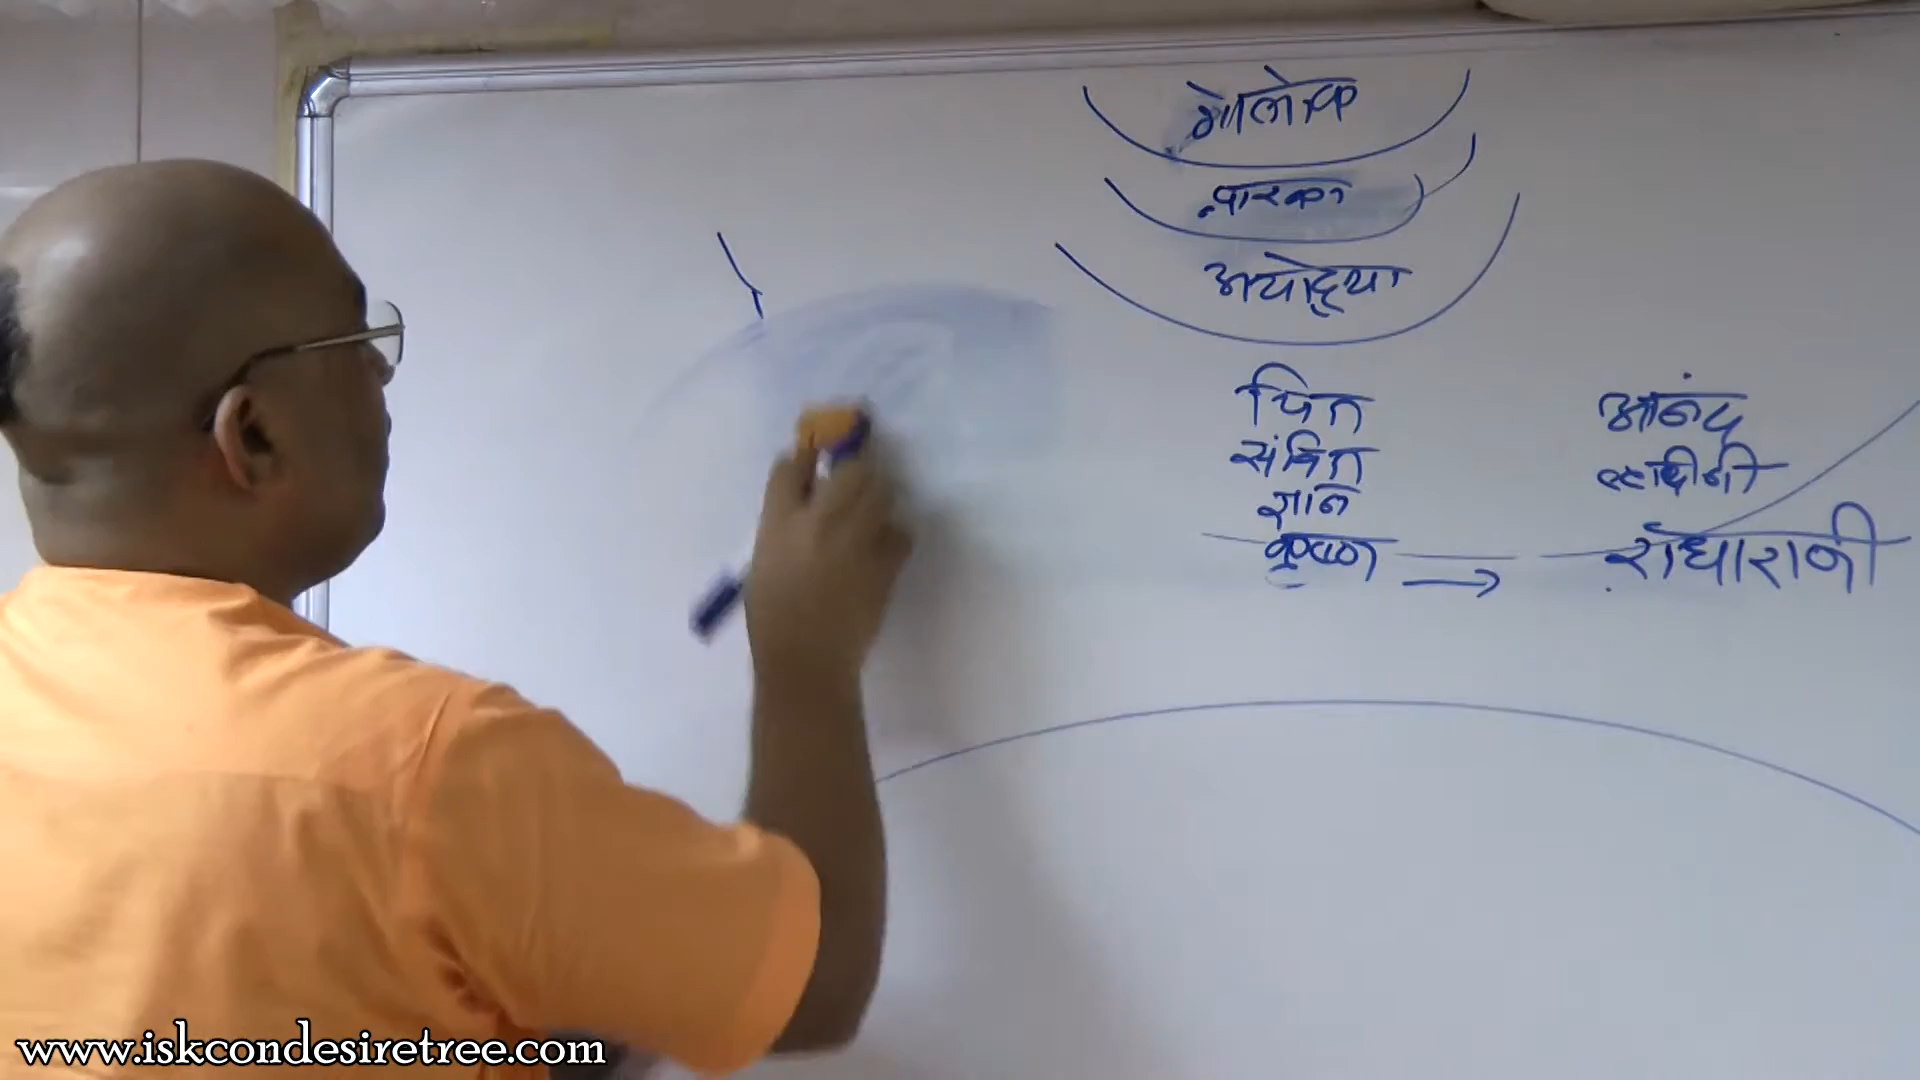 गोलोक
द्वारका
अयोद्ध्या
चित आनंद
संवित ह्लादिनी
ज्ञान
कृष्ण → राधारानी
www.iskcondesiretree.com